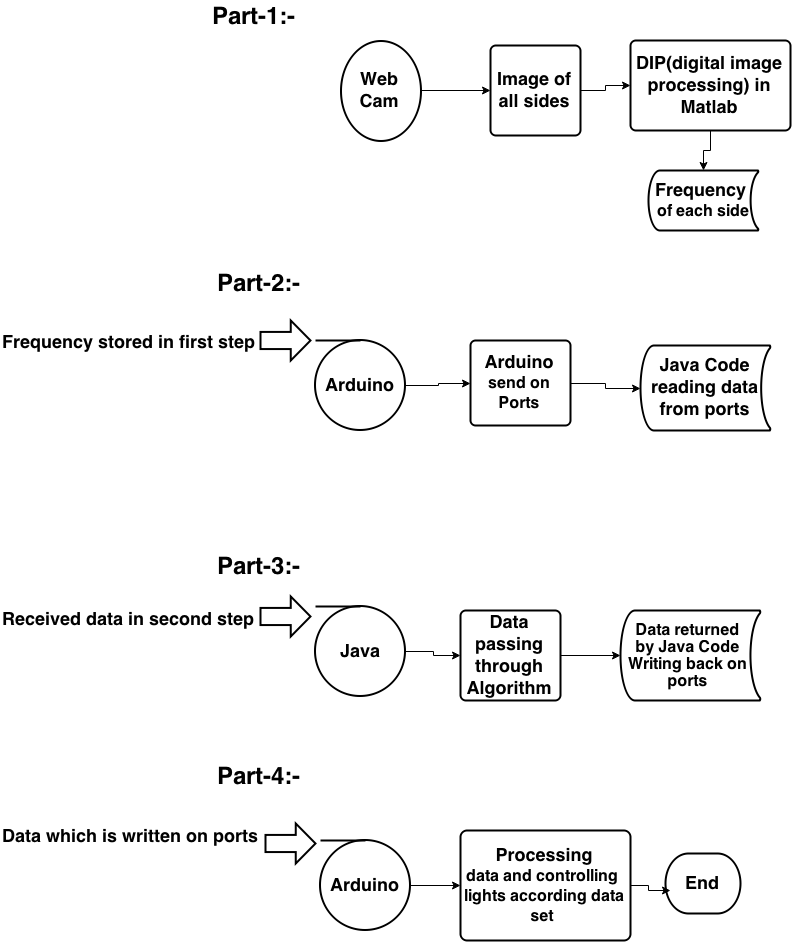 Part-1:-
Web
Cam
Image of
all sides
DIP(digital image
processing) in
Matlab
Frequency
of each side
Part-2:-
Frequency stored in first step
Arduino
Arduino
send on
Ports
Java Code
reading data
from ports
Part-3:-
Received data in second step
Java
Data
passing
through
Algorithm
Data returned
by Java Code
Writing back on
ports
Part-4:-
Data which is written on ports
Arduino
Processing
data and controlling
lights according data
set
End